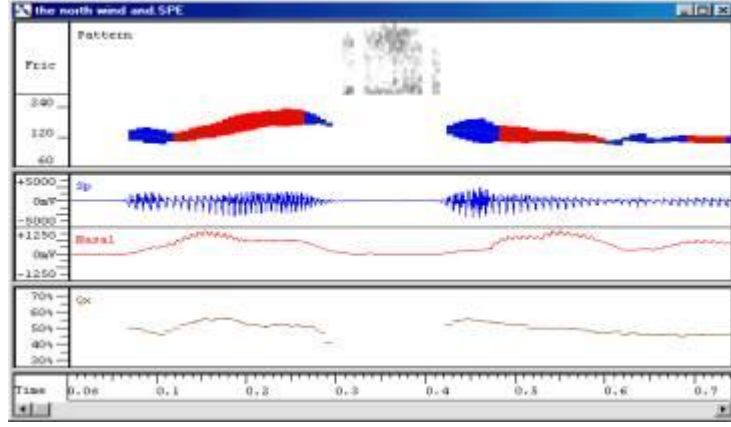 the north wind and.SPE
Pattern
Fric
240
120
60
+5000
Sp
0mV
-5000
+1250
Nasal
0mV
-1250
70%
Qx
60%
50%
40%
30%
Time 0.0s 0.1 0.2 0.3 0.4 0.5 0.6 0.7